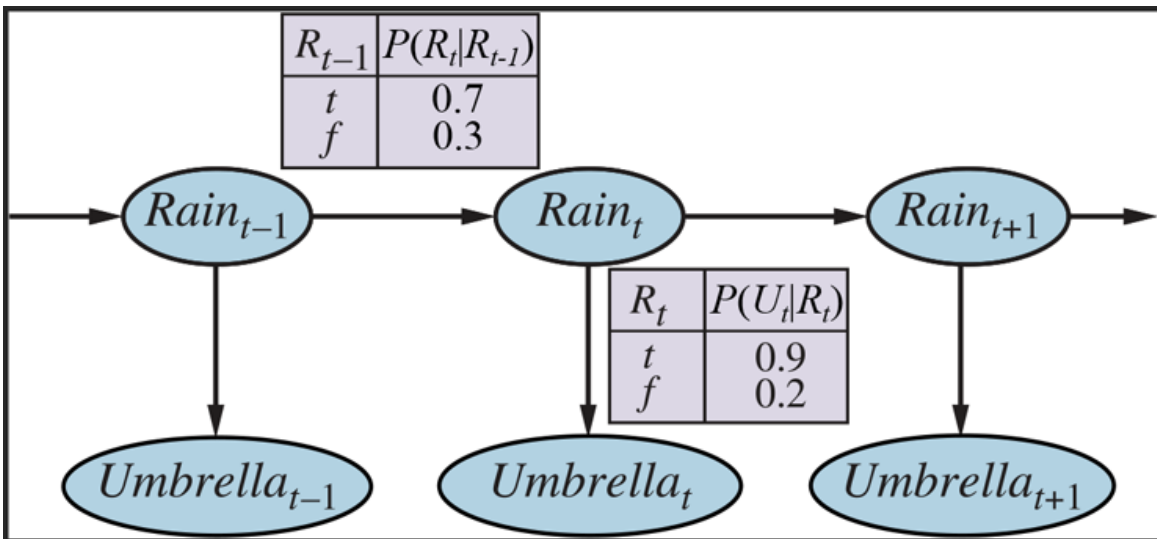 R_{t−1} P(R_t|R_{t-1})
t 0.7
f 0.3
Rain_{t−1} Rain_t Rain_{t+1}
R_t P(U_t|R_t)
t 0.9
f 0.2
Umbrella_{t−1} Umbrella_t Umbrella_{t+1}